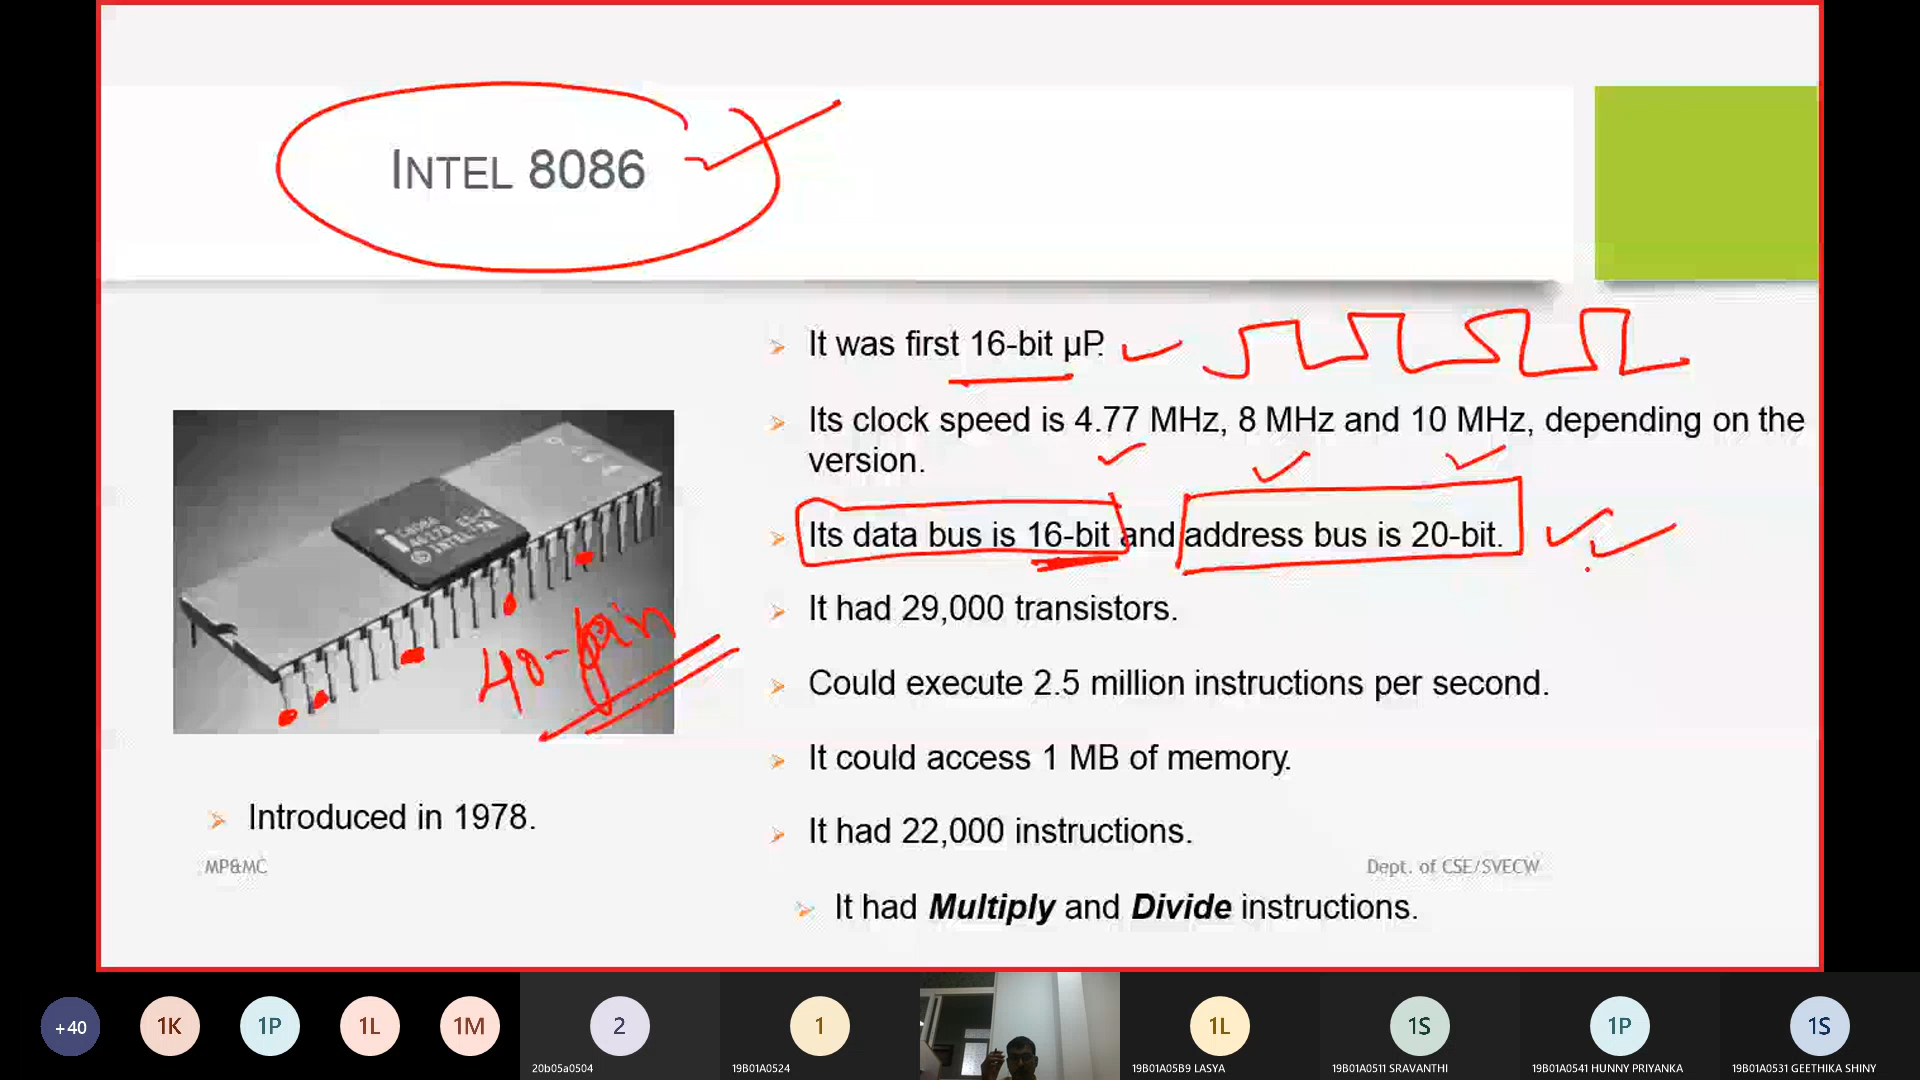 INTEL 8086
It was first 16-bit µP.
Its clock speed is 4.77 MHz, 8 MHz and 10 MHz, depending on the
version.
Its data bus is 16-bit and address bus is 20-bit.
It had 29,000 transistors.
Could execute 2.5 million instructions per second.
It could access 1 MB of memory.
It had 22,000 instructions.
It had Multiply and Divide instructions.
40-pin
Introduced in 1978.
MP&MC
Dept. of CSE/SVECW
+40
1K
1P
1L
1M
2
20b05a0504
1
19B01A0524
1L
19B01A05B9 LASYA
1S
19B01A0511 SRAVANTHI
1P
19B01A0541 HUNNY PRIYANKA
1S
19B01A0531 GEETHIKA SHINY